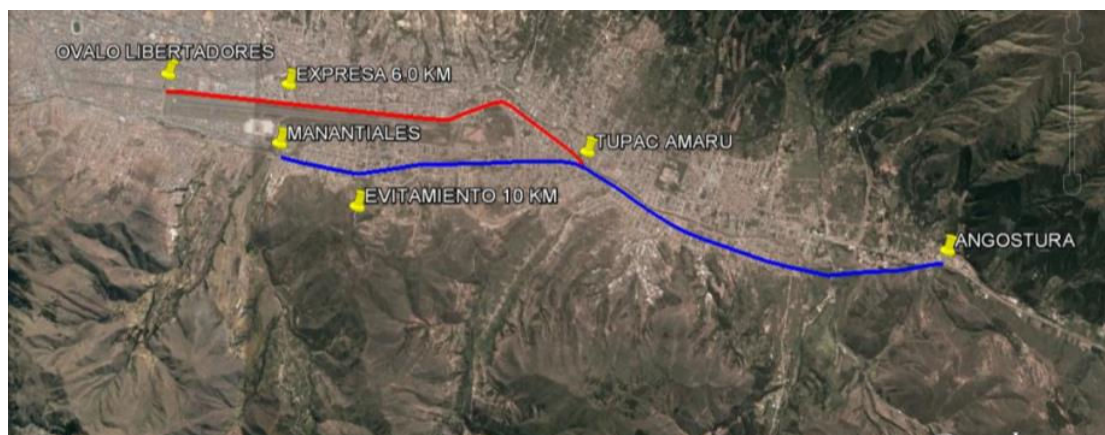 OVALO LIBERTADORES
EXPRESA 6.0 KM
MANANTIALES
TUPAC AMARU
EVITAMIENTO 10 KM
ANGOSTURA